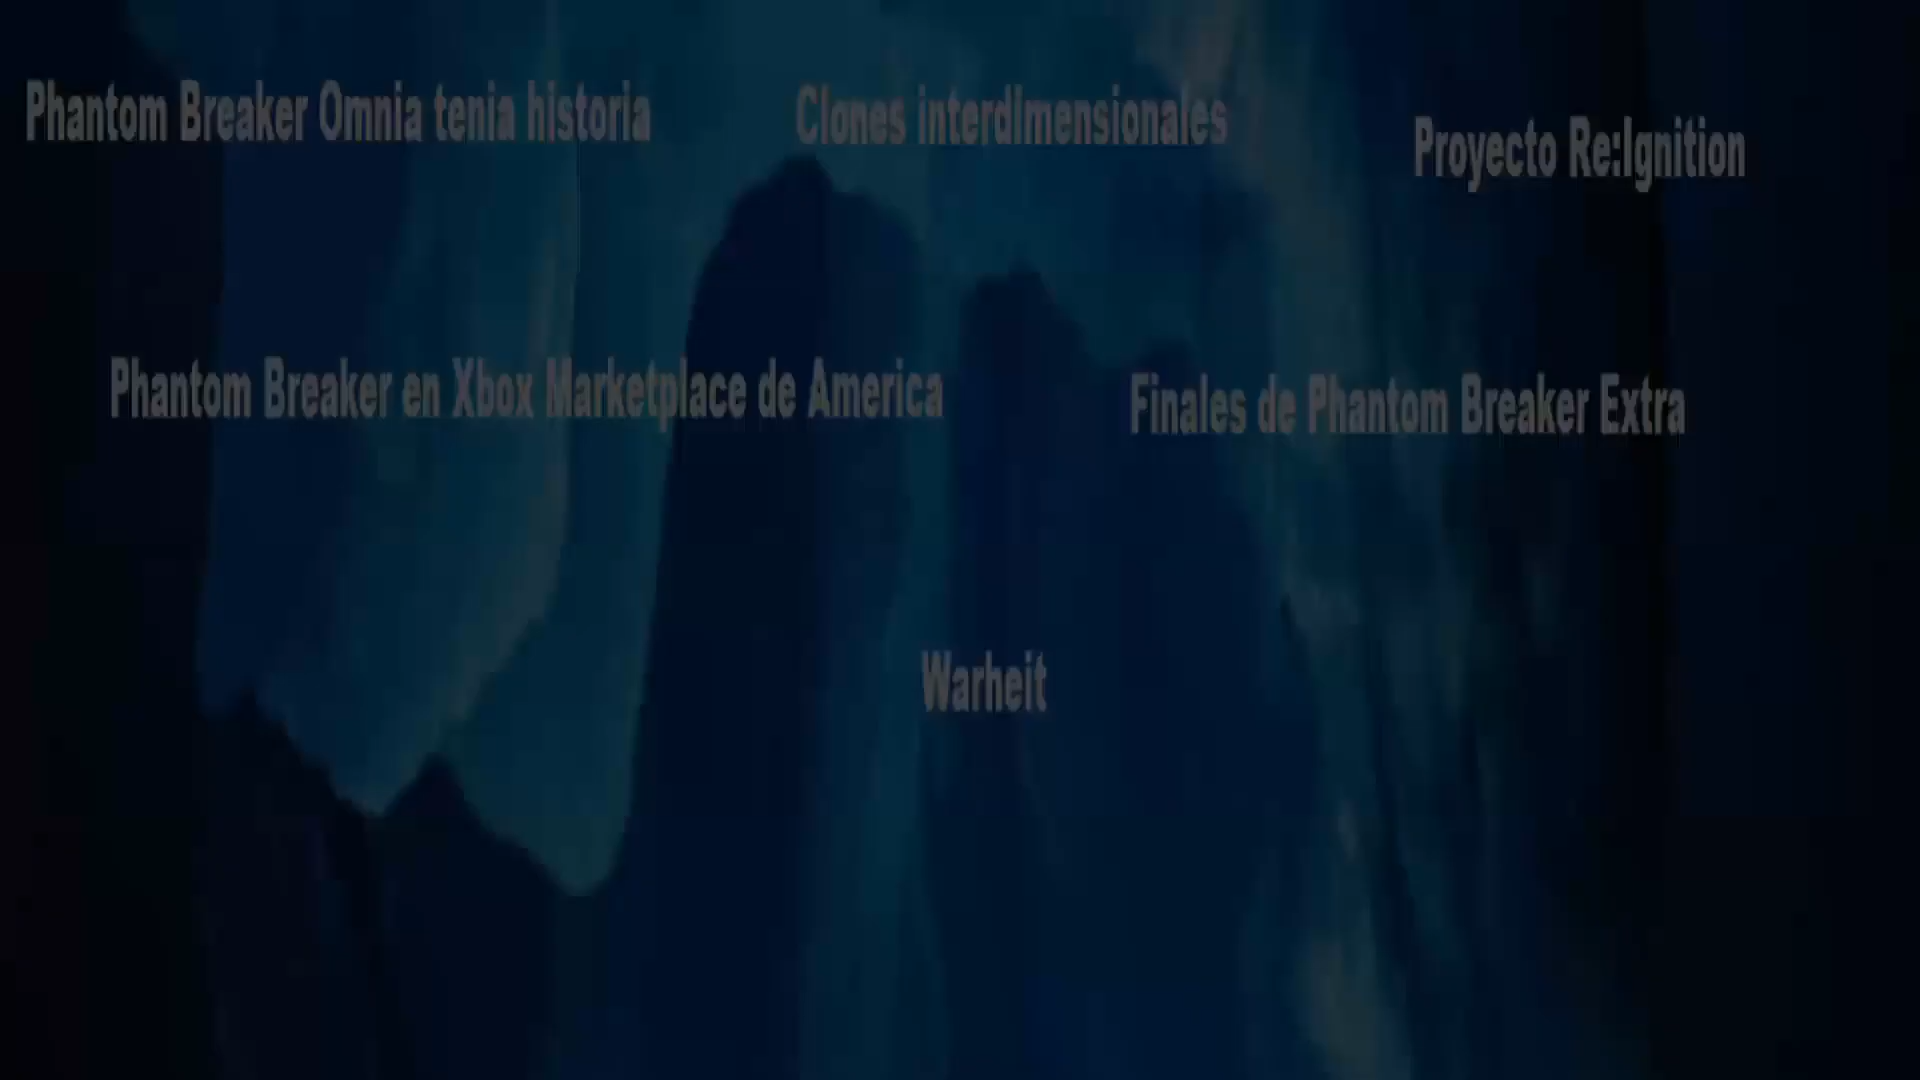 Phantom Breaker Omnia tenia historia
Clones interdimensionales
Proyecto Re:Ignition
Phantom Breaker en Xbox Marketplace de America
Finales de Phantom Breaker Extra
Warheit